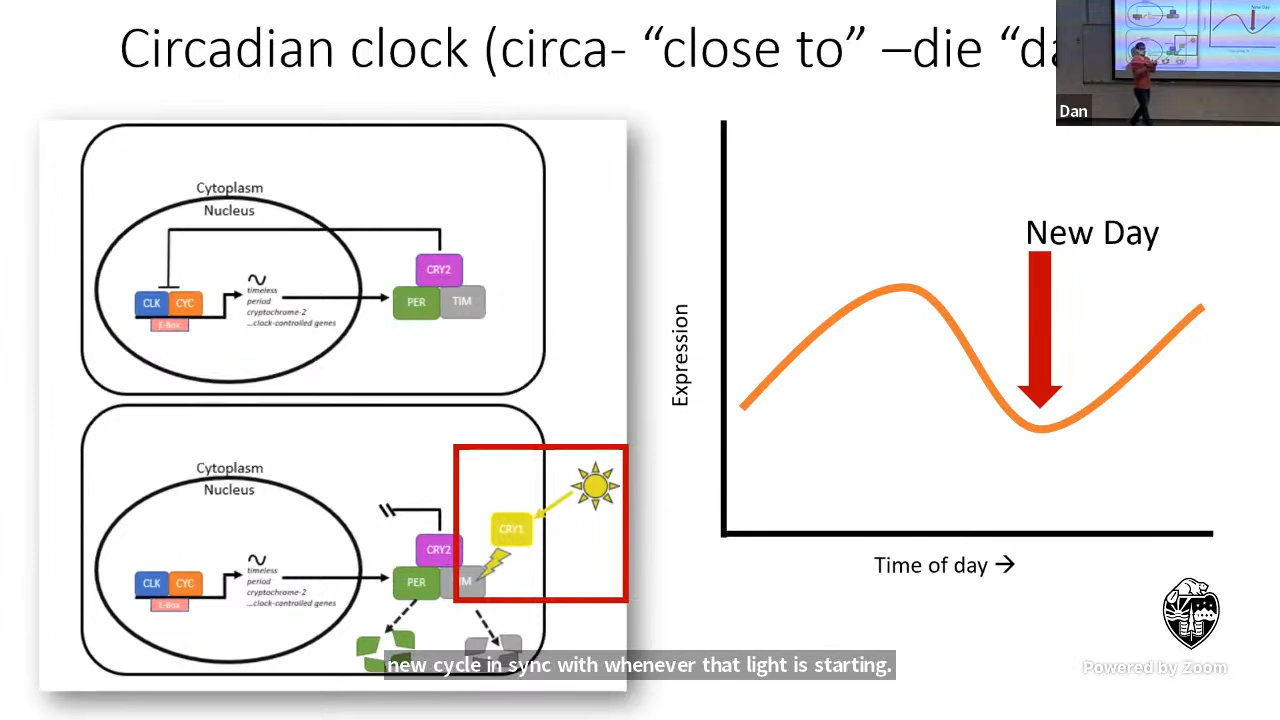 Circadian clock (circa- “close to” –die “da
Dan
Cytoplasm
Nucleus
CRY2
CLK CYC
E-Box
timeless
period
cryptochrome-2
...clock-controlled genes
PER TIM
Cytoplasm
Nucleus
CRY1
CRY2
CLK CYC
E-Box
timeless
period
cryptochrome-2
...clock-controlled genes
PER IM
New Day
Expression
Time of day →
new cycle in sync with whenever that light is starting.
Powered by Zoom